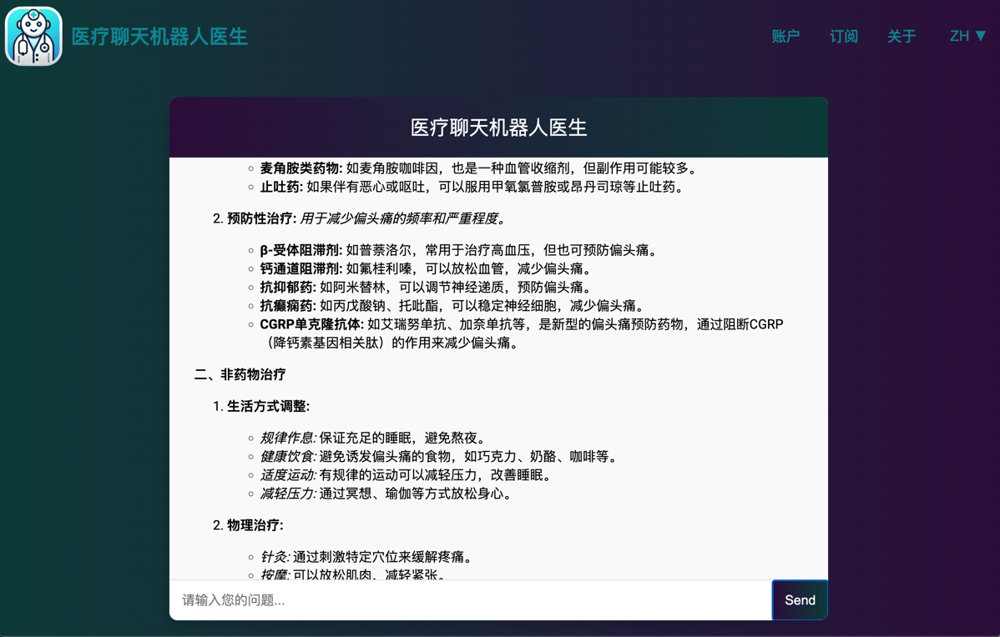 医疗聊天机器人医生
账户 订阅 关于 ZH ▼
医疗聊天机器人医生
麦角胺类药物: 如麦角胺咖啡因，也是一种血管收缩剂，但副作用可能较多。
止吐药: 如果伴有恶心或呕吐，可以服用甲氧氯普胺或昂丹司琼等止吐药。
2. 预防性治疗: 用于减少偏头痛的频率和严重程度。
β-受体阻滞剂: 如普萘洛尔，常用于治疗高血压，但也可预防偏头痛。
钙通道阻滞剂: 如氟桂利嗪，可以放松血管，减少偏头痛。
抗抑郁药: 如阿米替林，可以调节神经递质，预防偏头痛。
抗癫痫药: 如丙戊酸钠、托吡酯，可以稳定神经细胞，减少偏头痛。
CGRP单克隆抗体: 如艾瑞努单抗、加奈单抗等，是新型的偏头痛预防药物，通过阻断CGRP
（降钙素基因相关肽）的作用来减少偏头痛。
二、非药物治疗
1. 生活方式调整:
规律作息: 保证充足的睡眠，避免熬夜。
健康饮食: 避免诱发偏头痛的食物，如巧克力、奶酪、咖啡等。
适度运动: 有规律的运动可以减轻压力，改善睡眠。
减轻压力: 通过冥想、瑜伽等方式放松身心。
2. 物理治疗:
针灸: 通过刺激特定穴位来缓解疼痛。
按摩: 可以放松肌肉，减轻紧张。
请输入您的问题...
Send